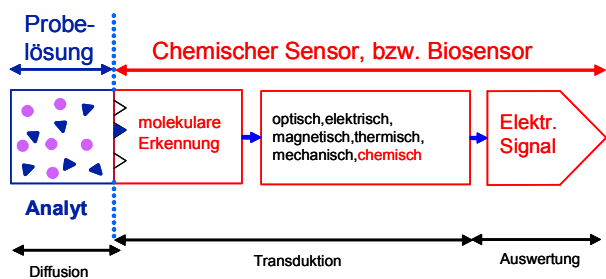 Probe-
lösung
Chemischer Sensor, bzw. Biosensor
molekulare
Erkennung
optisch,elektrisch,
magnetisch,thermisch,
mechanisch,chemisch
Elektr.
Signal
Analyt
Diffusion
Transduktion
Auswertung